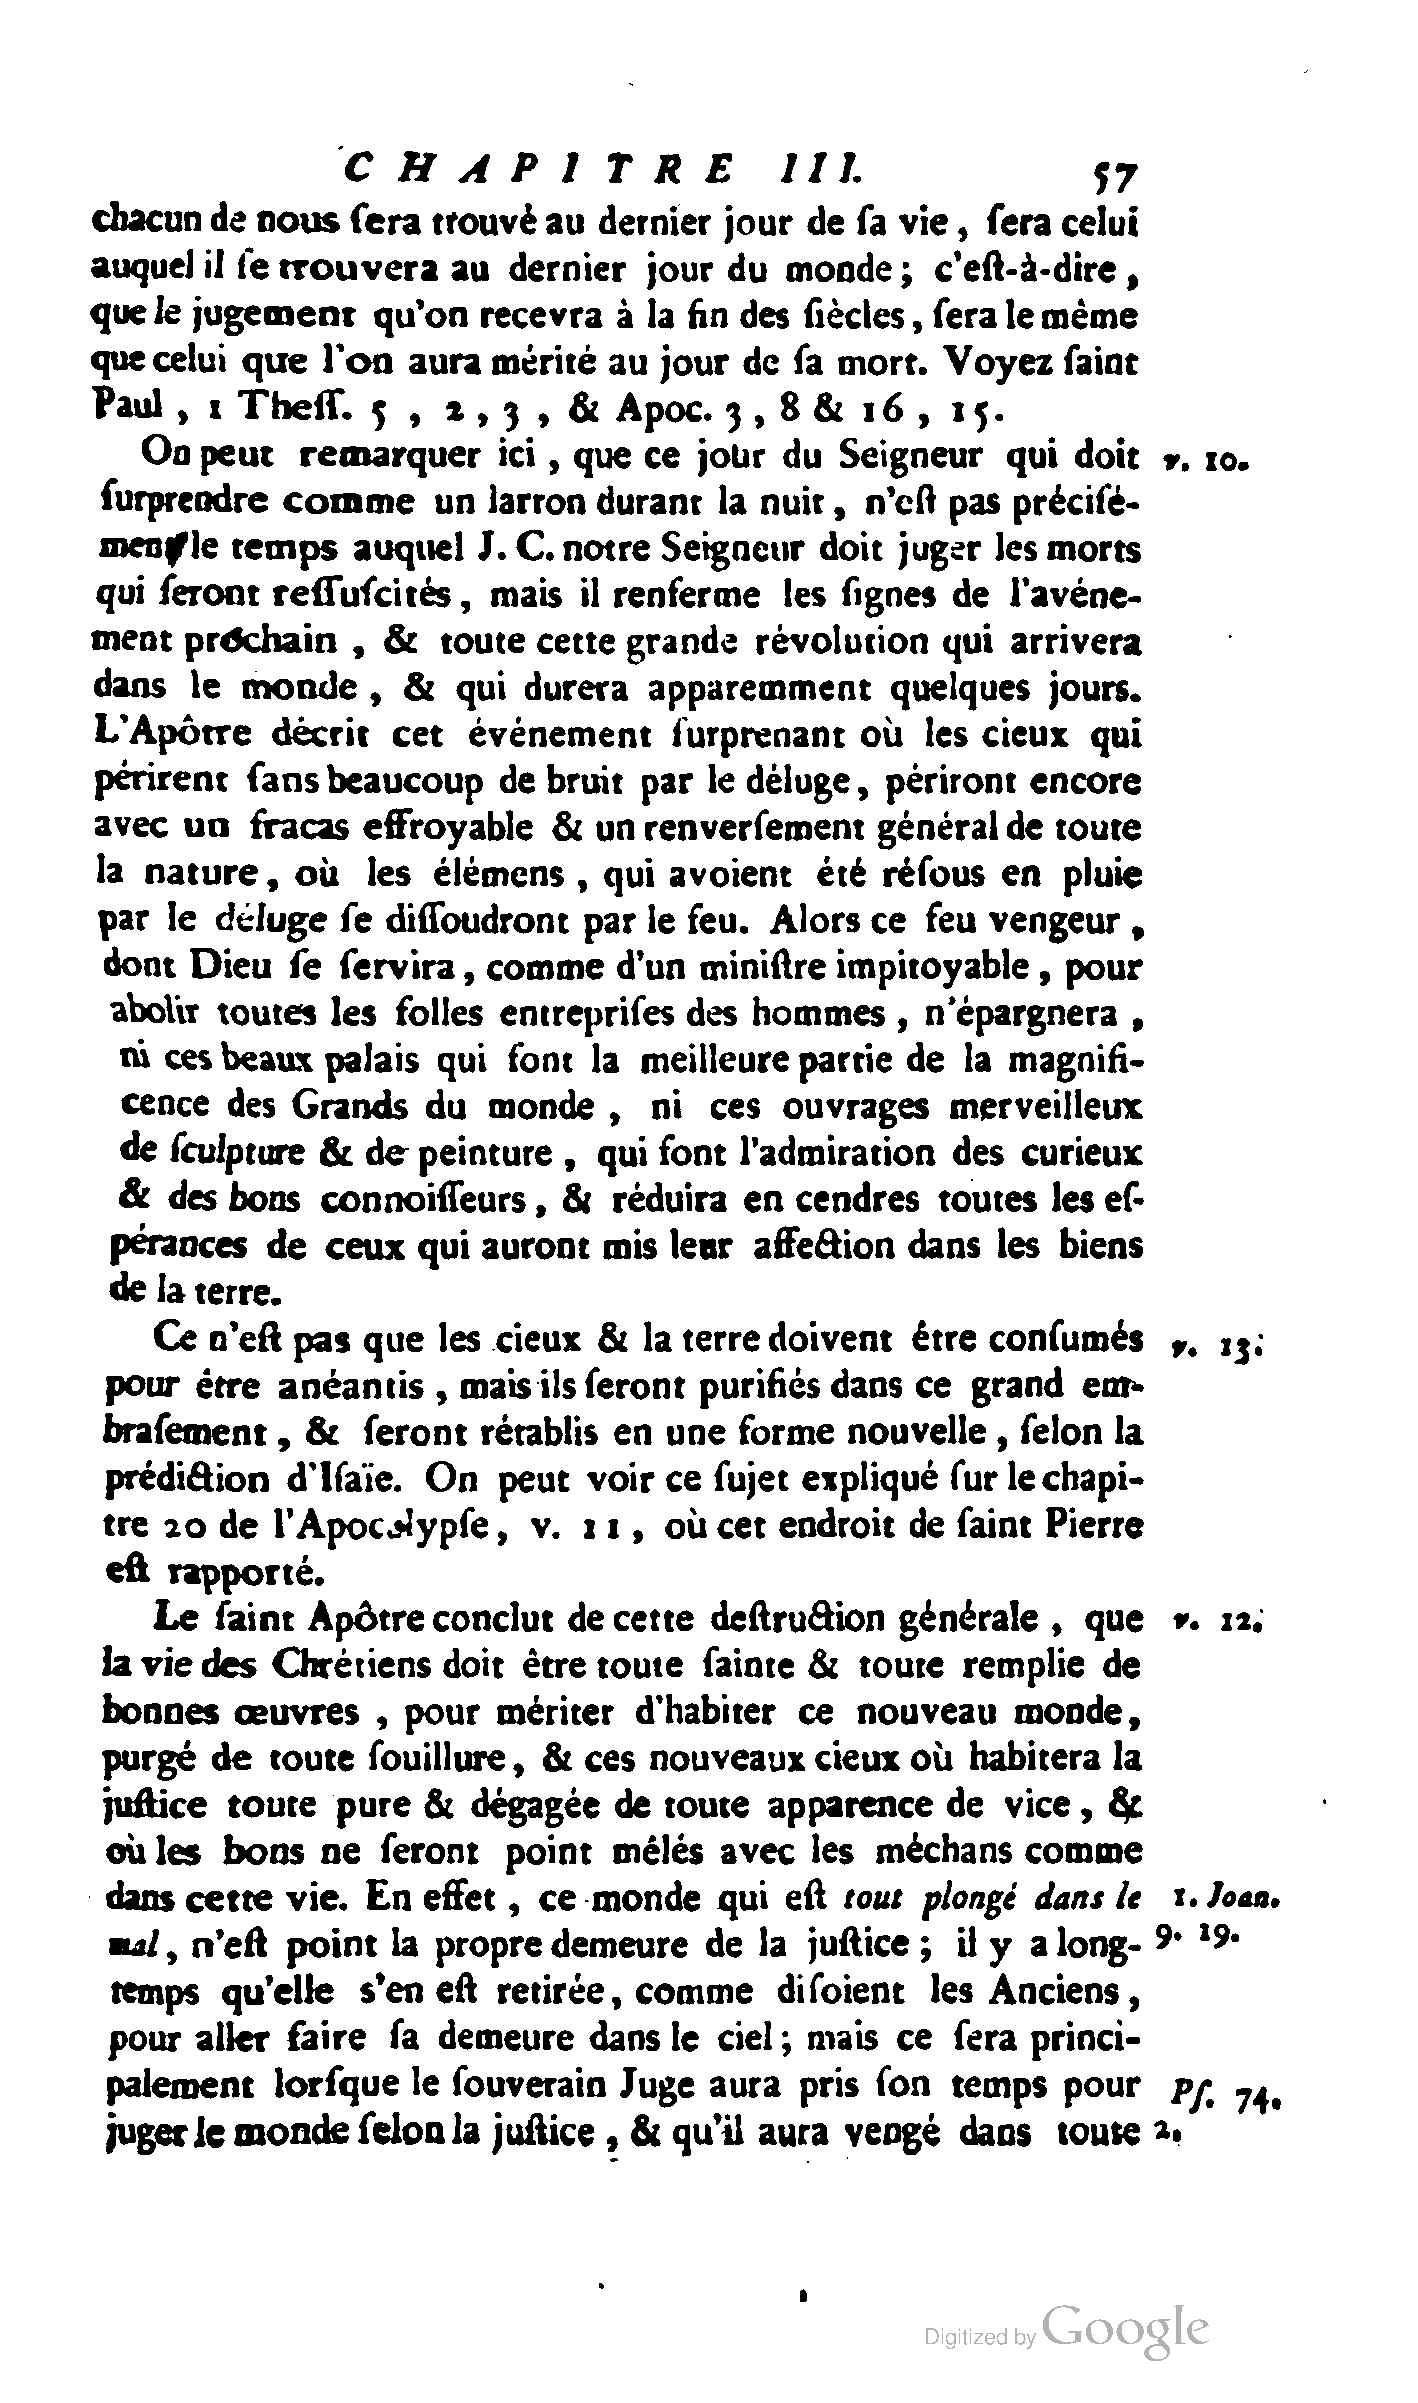 CHAPITRE III. 57
chacun de nous ſera trouvé au dernier jour de ſa vie, ſera celui
auquel il ſe trouvera au dernier jour du monde; c'eſt-à-dire,
que le jugement qu'on recevra à la fin des ſiècles, ſera le même
que celui que l'on aura mérité au jour de ſa mort. Voyez ſaint
Paul, 1 Theſſ. 5, 2, 3, & Apoc. 3, 8 & 16, 15.
On peut remarquer ici, que ce jour du Seigneur qui doit v. 10.
ſurprendre comme un larron durant la nuit, n'eſt pas préciſé-
ment le temps auquel J. C. notre Seigneur doit juger les morts
qui ſeront reſſuſcités, mais il renferme les ſignes de l'avéne-
ment prochain, & toute cette grande révolution qui arrivera
dans le monde, & qui durera apparemment quelques jours.
L'Apôtre décrit cet événement ſurprenant où les cieux qui
périrent ſans beaucoup de bruit par le déluge, périront encore
avec un fracas effroyable & un renverſement général de toute
la nature, où les élémens, qui avoient été réſous en pluie
par le déluge ſe diſſoudront par le feu. Alors ce feu vengeur,
dont Dieu ſe ſervira, comme d'un miniſtre impitoyable, pour
abolir toutes les folles entrepriſes des hommes, n'épargnera,
ni ces beaux palais qui font la meilleure partie de la magnifi-
cence des Grands du monde, ni ces ouvrages merveilleux
de ſculpture & de peinture, qui font l'admiration des curieux
& des bons connoiſſeurs, & réduira en cendres toutes les eſ-
pérances de ceux qui auront mis leur affection dans les biens
de la terre.
Ce n'eſt pas que les cieux & la terre doivent être conſumés v. 13.
pour être anéantis, mais ils ſeront purifiés dans ce grand em-
braſement, & ſeront rétablis en une forme nouvelle, ſelon la
prédiction d'Iſaïe. On peut voir ce ſujet expliqué ſur le chapi-
tre 20 de l'Apocalypſe, v. 11, où cet endroit de ſaint Pierre
eſt rapporté.
Le ſaint Apôtre conclut de cette deſtruction générale, que v. 12.
la vie des Chrétiens doit être toute ſainte & toute remplie de
bonnes œuvres, pour mériter d'habiter ce nouveau monde,
purgé de toute ſouillure, & ces nouveaux cieux où habitera la
juſtice toute pure & dégagée de toute apparence de vice, &
où les bons ne ſeront point mêlés avec les méchans comme
dans cette vie. En effet, ce monde qui eſt tout plongé dans le 1. Joan.
mal, n'eſt point la propre demeure de la juſtice; il y a long- 9. 19.
temps qu'elle s'en eſt retirée, comme diſoient les Anciens,
pour aller faire ſa demeure dans le ciel; mais ce ſera princi-
palement lorſque le ſouverain Juge aura pris ſon temps pour Pſ. 74.
juger le monde ſelon la juſtice, & qu'il aura vengé dans toute 2.
Digitized by Google